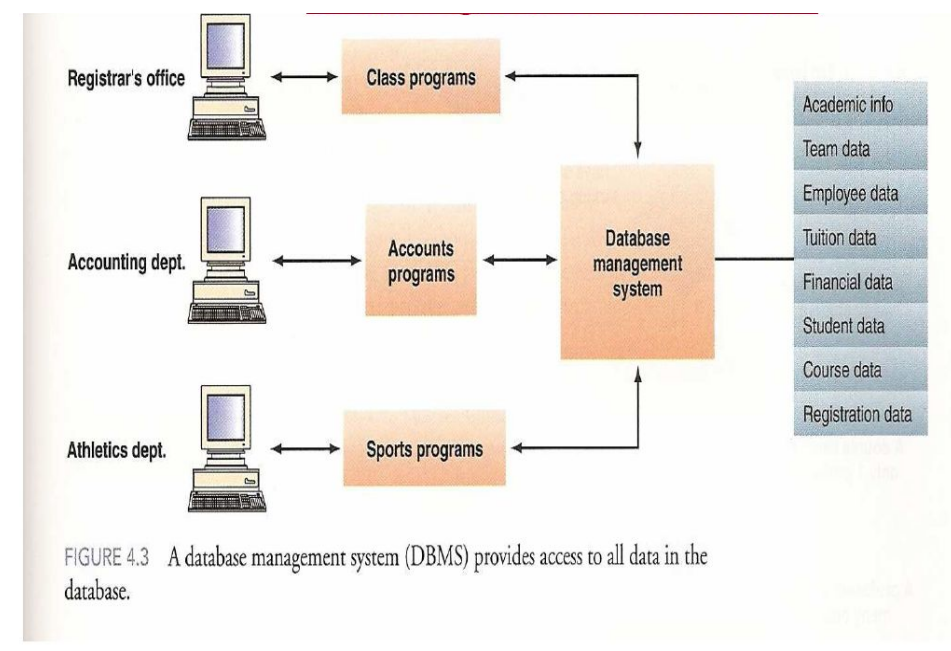 Registrar's office
Class programs
Accounting dept.
Accounts
programs
Athletics dept.
Sports programs
Database
management
system
Academic info
Team data
Employee data
Tuition data
Financial data
Student data
Course data
Registration data
FIGURE 4.3 A database management system (DBMS) provides access to all data in the
database.